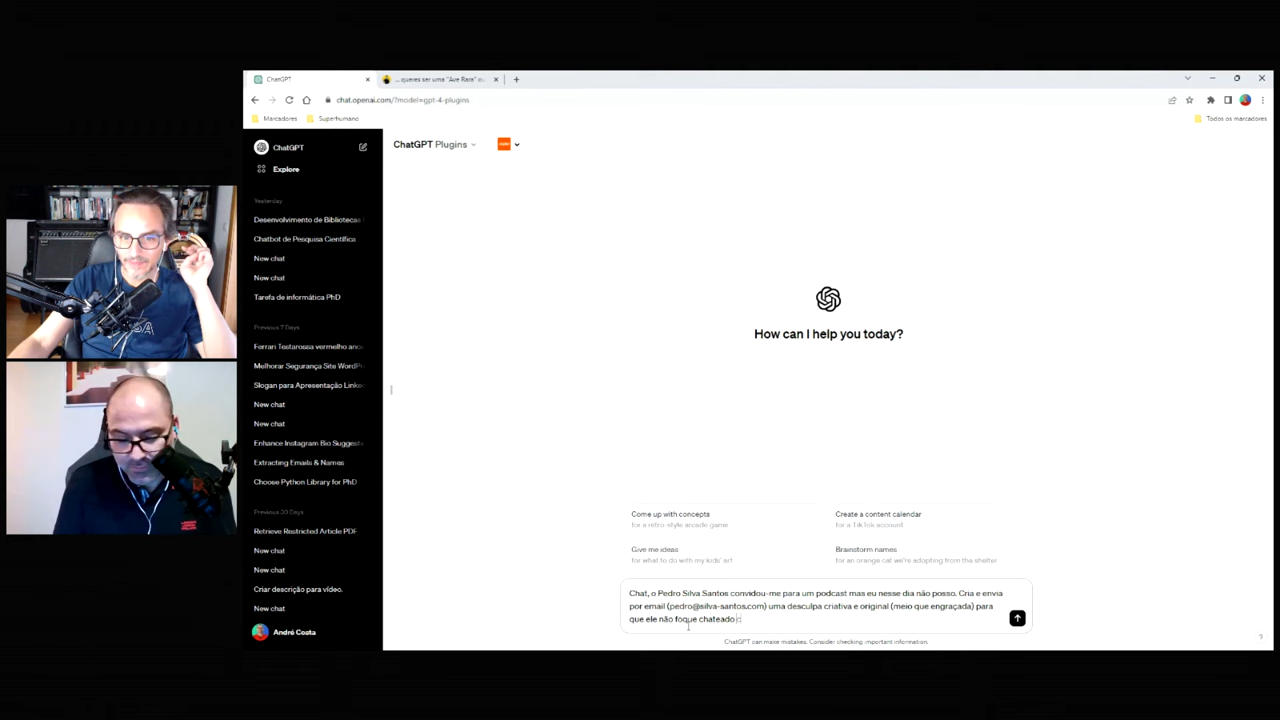 ChatGPT
... queres ser uma "Ave Rara" ou
chat.openai.com/?model=gpt-4-plugins
Marcadores
Superhumano
Todos os marcadores
ChatGPT
Explore
Yesterday
Desenvolvimento de Bibliotecas
Chatbot de Pesquisa Científica
New chat
New chat
Tarefa de informática PhD
Previous 7 Days
Ferrari Testarossa vermelho ano
Melhorar Segurança Site WordPr
Slogan para Apresentação Linke
New chat
New chat
Enhance Instagram Bio Sugges
Extracting Emails & Names
Choose Python Library for PhD
Previous 30 Days
Retrieve Restricted Article PDF
New chat
New chat
Criar descrição para vídeo.
New chat
André Costa
ChatGPT Plugins
How can I help you today?
Come up with concepts
for a retro-style arcade game
Create a content calendar
for a TikTok account
Give me ideas
for what to do with my kids' art
Brainstorm names
for an orange cat we're adopting from the shelter
Chat, o Pedro Silva Santos convidou-me para um podcast mas eu nesse dia não posso. Cria e envia
por email (pedro@silva-santos.com) uma desculpa criativa e original (meio que engraçada) para
que ele não foque chateado c
ChatGPT can make mistakes. Consider checking important information.
?